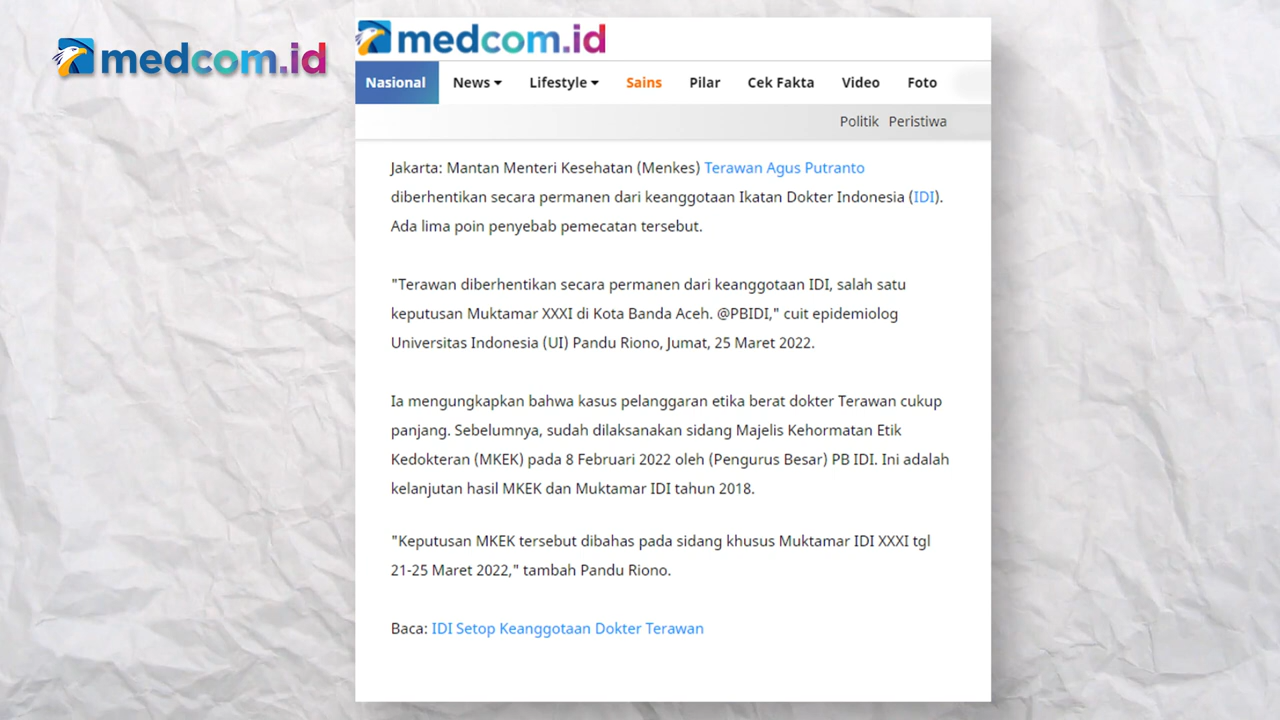 medcom.id
medcom.id
Nasional News Lifestyle Sains Pilar Cek Fakta Video Foto
Politik Peristiwa
Jakarta: Mantan Menteri Kesehatan (Menkes) Terawan Agus Putranto
diberhentikan secara permanen dari keanggotaan Ikatan Dokter Indonesia (IDI).
Ada lima poin penyebab pemecatan tersebut.
"Terawan diberhentikan secara permanen dari keanggotaan IDI, salah satu
keputusan Muktamar XXXI di Kota Banda Aceh. @PBIDI," cuit epidemiolog
Universitas Indonesia (UI) Pandu Riono, Jumat, 25 Maret 2022.
Ia mengungkapkan bahwa kasus pelanggaran etika berat dokter Terawan cukup
panjang. Sebelumnya, sudah dilaksanakan sidang Majelis Kehormatan Etik
Kedokteran (MKEK) pada 8 Februari 2022 oleh (Pengurus Besar) PB IDI. Ini adalah
kelanjutan hasil MKEK dan Muktamar IDI tahun 2018.
"Keputusan MKEK tersebut dibahas pada sidang khusus Muktamar IDI XXXI tgl
21-25 Maret 2022," tambah Pandu Riono.
Baca: IDI Setop Keanggotaan Dokter Terawan